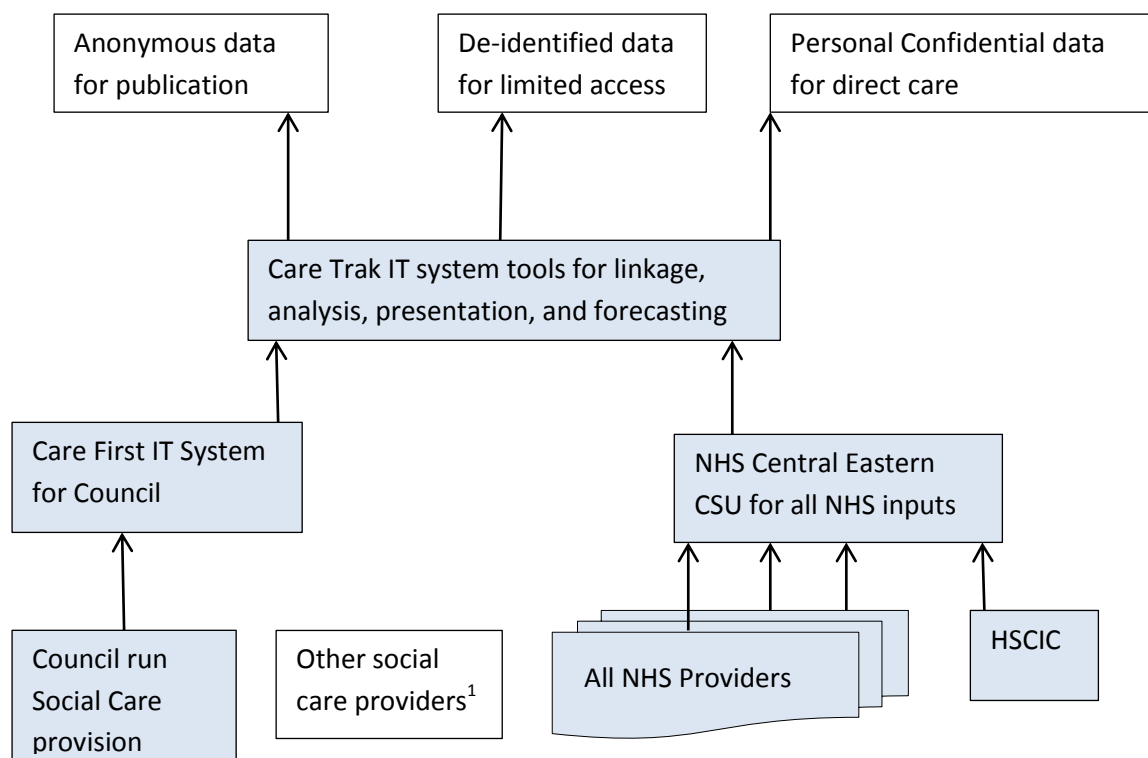 Anonymous data
for publication
De-identified data
for limited access
Personal Confidential data
for direct care
Care Trak IT system tools for linkage,
analysis, presentation, and forecasting
Care First IT System
for Council
NHS Central Eastern
CSU for all NHS inputs
Council run
Social Care
provision
Other social
care providers¹
All NHS Providers
HSCIC